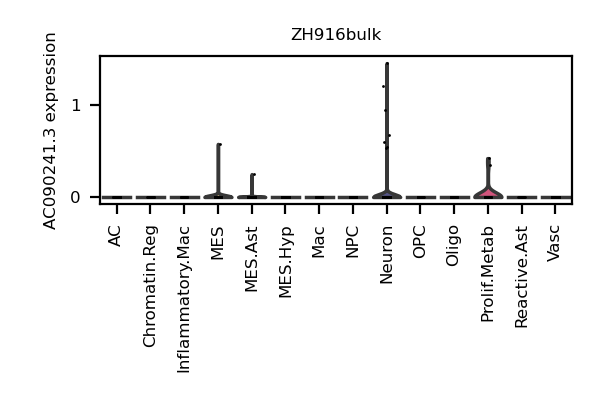 ZH916bulk
AC090241.3 expression
1
0
AC
Chromatin.Reg
Inflammatory.Mac
MES
MES.Ast
MES.Hyp
Mac
NPC
Neuron
OPC
Oligo
Prolif.Metab
Reactive.Ast
Vasc